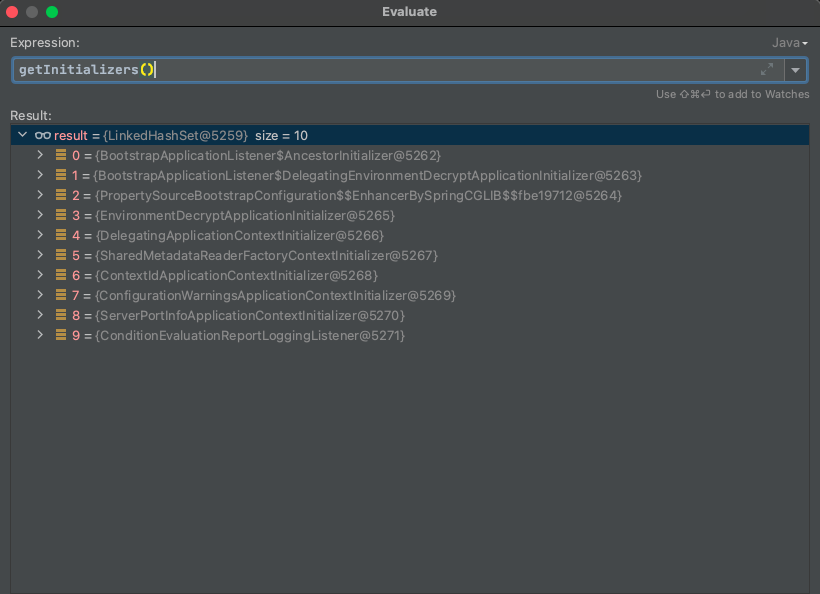 Evaluate
Expression:
Java
getInitializers()
Use ⇧⌘⏎ to add to Watches
Result:
result = {LinkedHashSet@5259} size = 10
0 = {BootstrapApplicationListener$AncestorInitializer@5262}
1 = {BootstrapApplicationListener$DelegatingEnvironmentDecryptApplicationInitializer@5263}
2 = {PropertySourceBootstrapConfiguration$$EnhancerBySpringCGLIB$$fbe19712@5264}
3 = {EnvironmentDecryptApplicationInitializer@5265}
4 = {DelegatingApplicationContextInitializer@5266}
5 = {SharedMetadataReaderFactoryContextInitializer@5267}
6 = {ContextIdApplicationContextInitializer@5268}
7 = {ConfigurationWarningsApplicationContextInitializer@5269}
8 = {ServerPortInfoApplicationContextInitializer@5270}
9 = {ConditionEvaluationReportLoggingListener@5271}